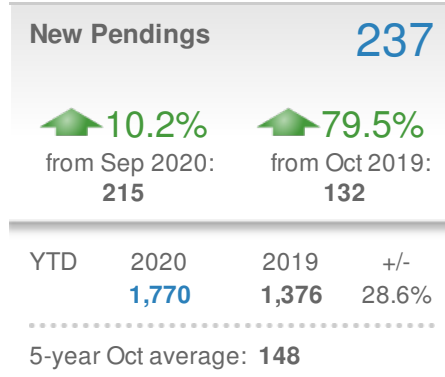 New Pendings 237
10.2% 79.5%
from Sep 2020: from Oct 2019:
215 132
YTD 2020 2019 +/-
1,770 1,376 28.6%
5-year Oct average: 148